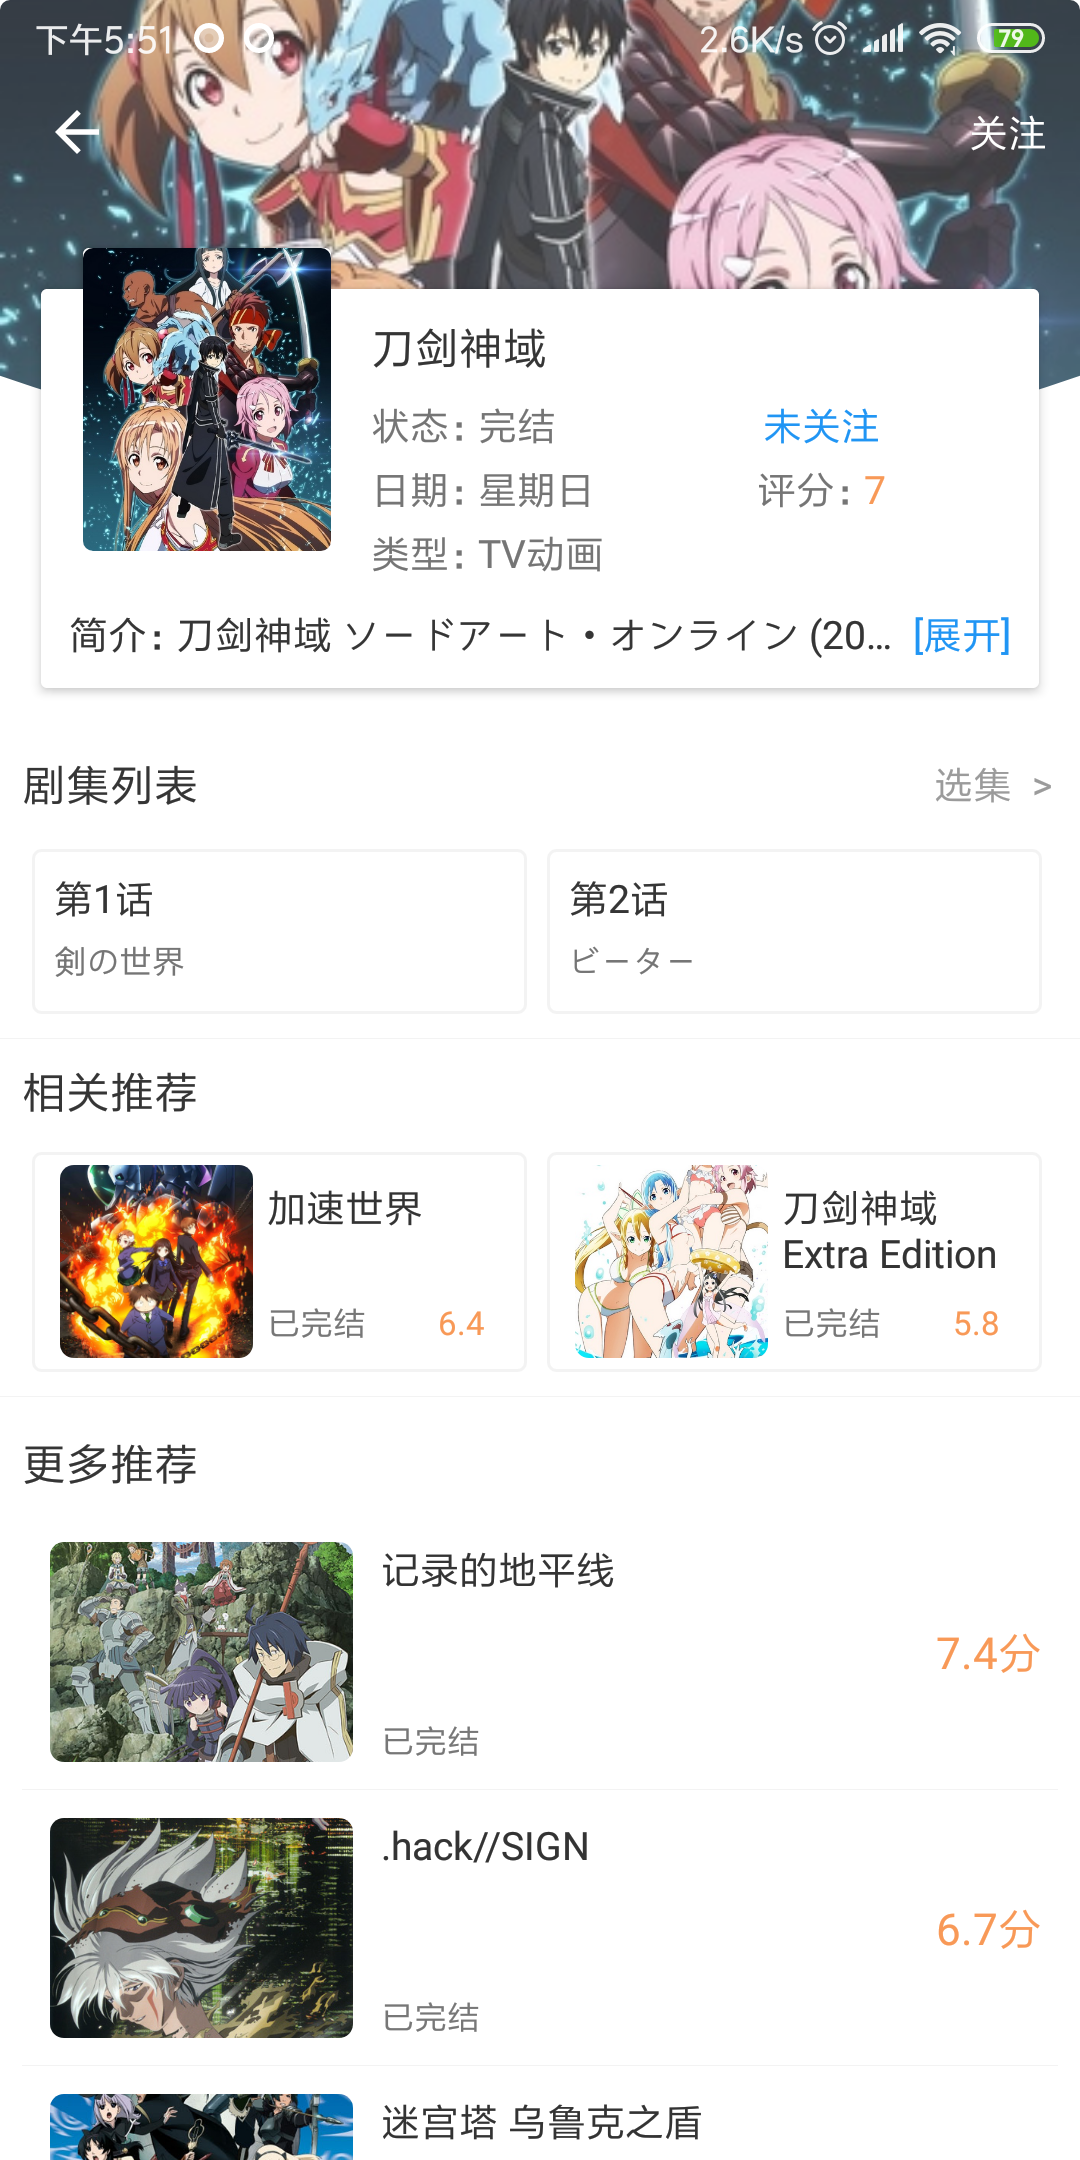 下午5:51
2.6K/s
79
关注
刀剑神域
状态: 完结
未关注
日期: 星期日
评分: 7
类型: TV动画
简介: 刀剑神域 ソードアート・オンライン (20... [展开]
剧集列表
选集 >
第1话
剣の世界
第2话
ビーター
相关推荐
加速世界
已完结
6.4
刀剑神域
Extra Edition
已完结
5.8
更多推荐
记录的地平线
7.4分
已完结
.hack//SIGN
6.7分
已完结
迷宫塔 乌鲁克之盾